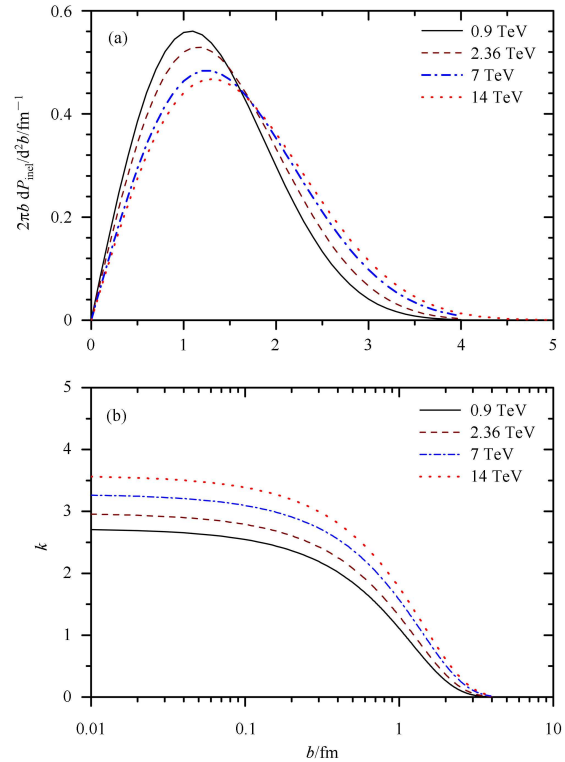 (a)
0.9 TeV
2.36 TeV
7 TeV
14 TeV
0.6
0.4
0.2
0
2πb dP_inel/d²b/fm⁻¹
0 1 2 3 4 5
(b)
0.9 TeV
2.36 TeV
7 TeV
14 TeV
5
4
3
2
1
0
k
0.01 0.1 1 10
b/fm